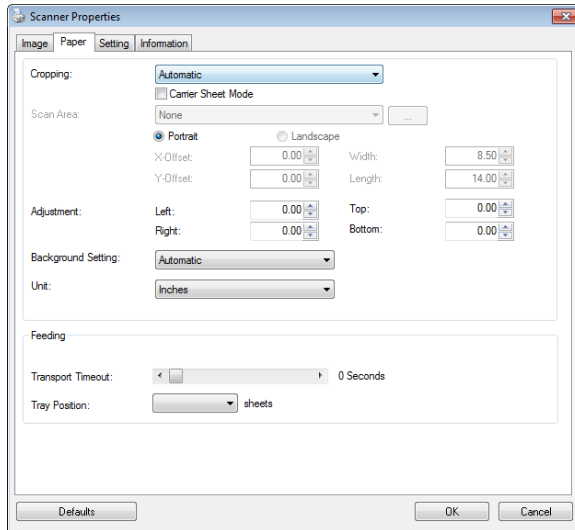 Scanner Properties
Image Paper Setting Information
Cropping: Automatic
Carrier Sheet Mode
Scan Area: None ...
Portrait Landscape
X-Offset: 0.00 Width: 8.50
Y-Offset: 0.00 Length: 14.00
Adjustment: Left: 0.00 Top: 0.00
Right: 0.00 Bottom: 0.00
Background Setting: Automatic
Unit: Inches
Feeding
Transport Timeout: 0 Seconds
Tray Position: sheets
Defaults OK Cancel